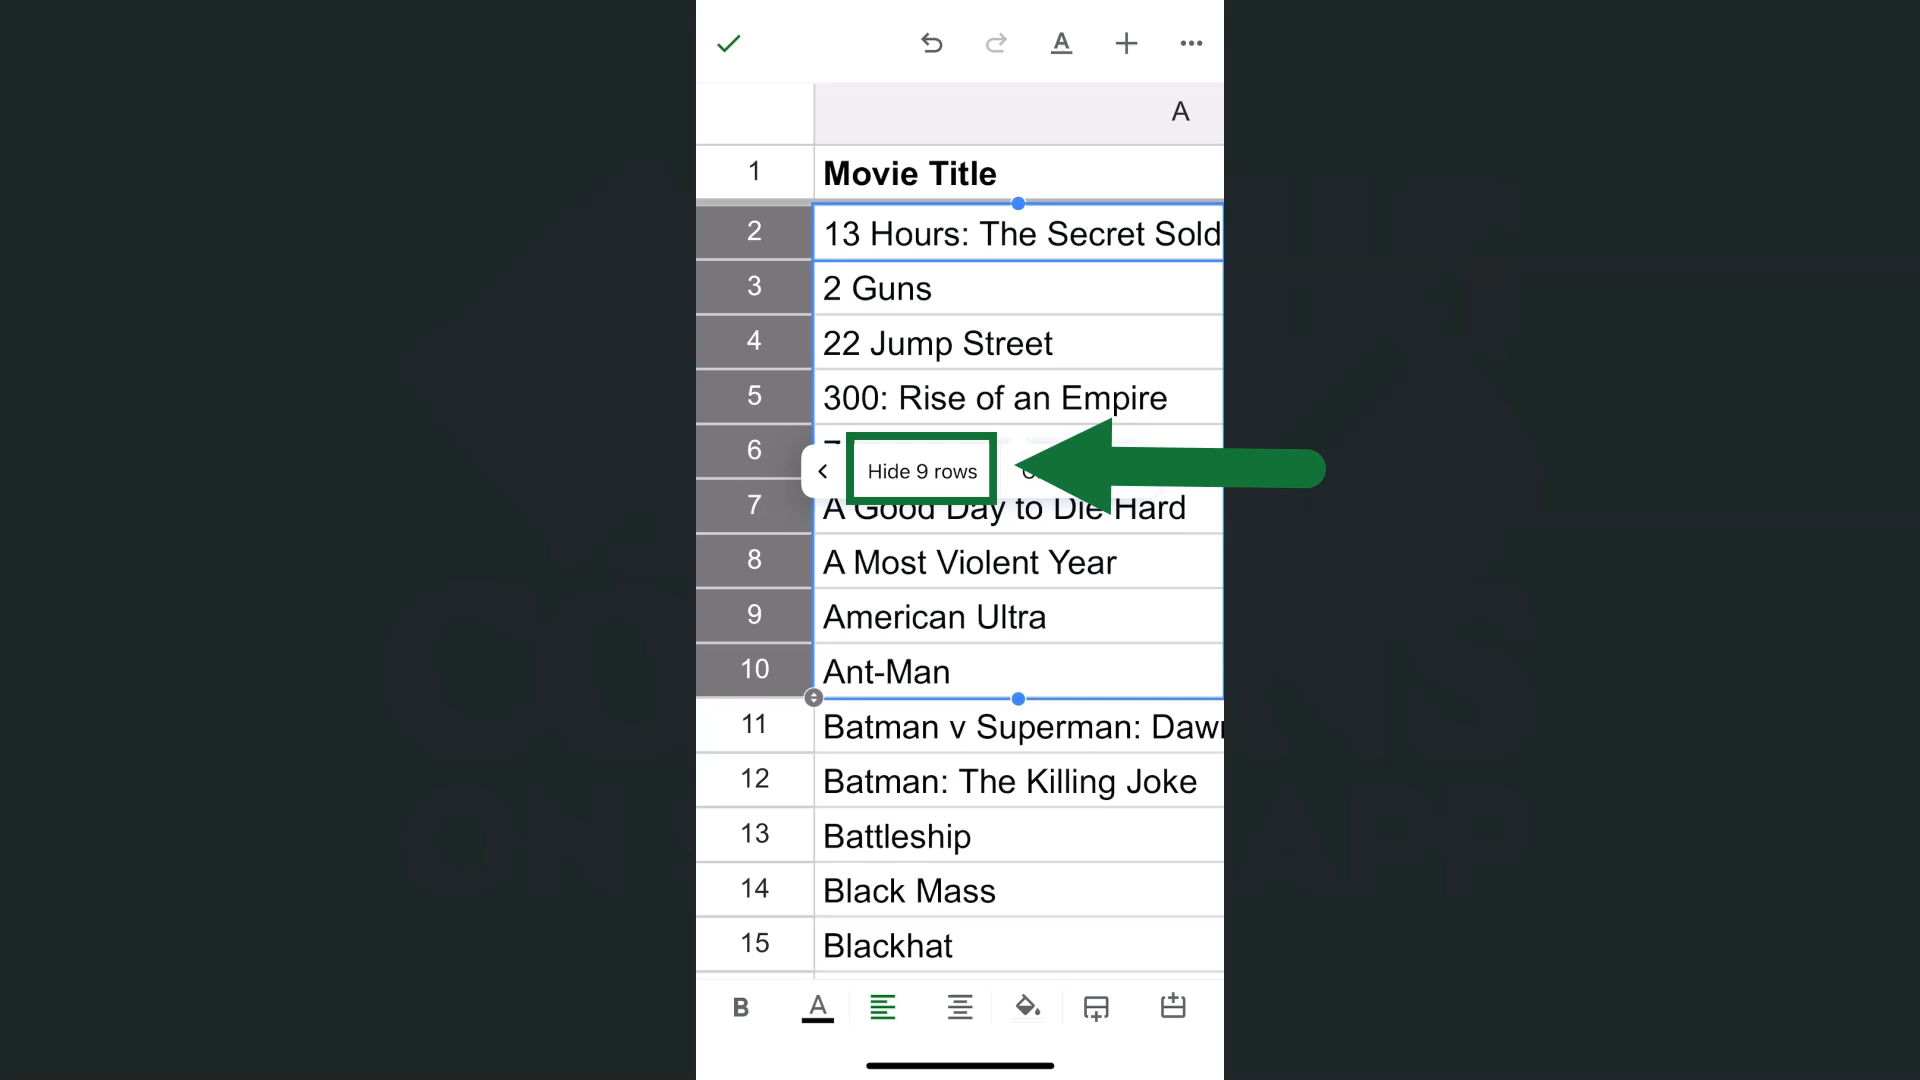 A
1 Movie Title
2 13 Hours: The Secret Sold
3 2 Guns
4 22 Jump Street
5 300: Rise of an Empire
6
Hide 9 rows
7 A Good Day to Die Hard
8 A Most Violent Year
9 American Ultra
10 Ant-Man
11 Batman v Superman: Dawn
12 Batman: The Killing Joke
13 Battleship
14 Black Mass
15 Blackhat
B A